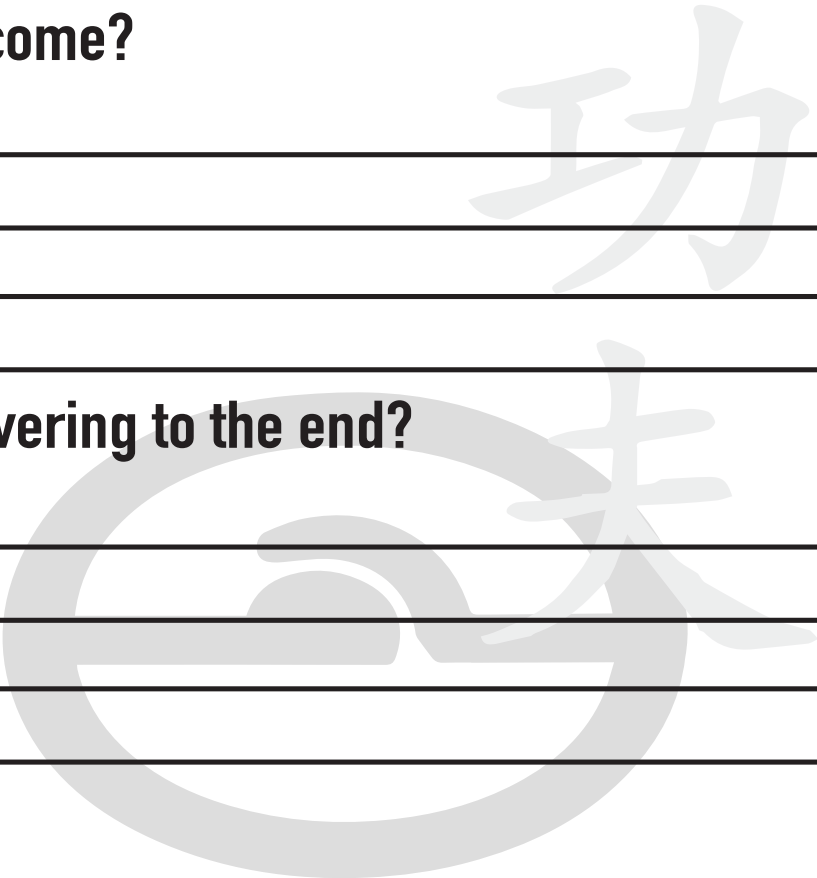 come?
功
vering to the end?
夫